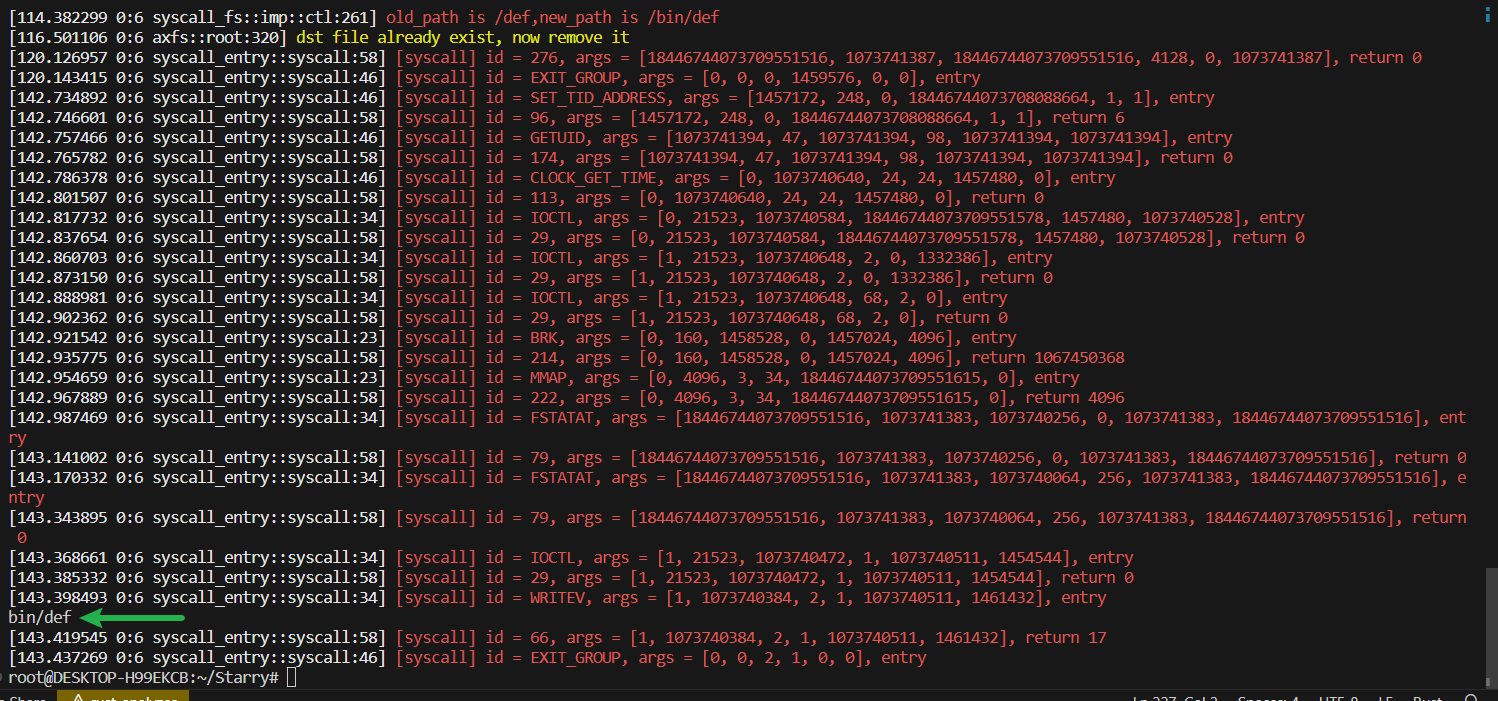 [114.382299 0:6 syscall_fs::imp::ctl:261] old_path is /def,new_path is /bin/def
[116.501106 0:6 axfs::root:320] dst file already exist, now remove it
[120.126957 0:6 syscall_entry::syscall:58] [syscall] id = 276, args = [18446744073709551516, 1073741387, 18446744073709551516, 4128, 0, 1073741387], return 0
[120.143415 0:6 syscall_entry::syscall:46] [syscall] id = EXIT_GROUP, args = [0, 0, 0, 1459576, 0, 0], entry
[142.734892 0:6 syscall_entry::syscall:46] [syscall] id = SET_TID_ADDRESS, args = [1457172, 248, 0, 18446744073708088664, 1, 1], entry
[142.746601 0:6 syscall_entry::syscall:58] [syscall] id = 96, args = [1457172, 248, 0, 18446744073708088664, 1, 1], return 6
[142.757466 0:6 syscall_entry::syscall:46] [syscall] id = GETUID, args = [1073741394, 47, 1073741394, 98, 1073741394, 1073741394], entry
[142.765782 0:6 syscall_entry::syscall:58] [syscall] id = 174, args = [1073741394, 47, 1073741394, 98, 1073741394, 1073741394], return 0
[142.786378 0:6 syscall_entry::syscall:46] [syscall] id = CLOCK_GET_TIME, args = [0, 1073740640, 24, 24, 1457480, 0], entry
[142.801507 0:6 syscall_entry::syscall:58] [syscall] id = 113, args = [0, 1073740640, 24, 24, 1457480, 0], return 0
[142.817732 0:6 syscall_entry::syscall:34] [syscall] id = IOCTL, args = [0, 21523, 1073740584, 18446744073709551578, 1457480, 1073740528], entry
[142.837654 0:6 syscall_entry::syscall:58] [syscall] id = 29, args = [0, 21523, 1073740584, 18446744073709551578, 1457480, 1073740528], return 0
[142.860703 0:6 syscall_entry::syscall:34] [syscall] id = IOCTL, args = [1, 21523, 1073740648, 2, 0, 1332386], entry
[142.873150 0:6 syscall_entry::syscall:58] [syscall] id = 29, args = [1, 21523, 1073740648, 2, 0, 1332386], return 0
[142.888981 0:6 syscall_entry::syscall:34] [syscall] id = IOCTL, args = [1, 21523, 1073740648, 68, 2, 0], entry
[142.902362 0:6 syscall_entry::syscall:58] [syscall] id = 29, args = [1, 21523, 1073740648, 68, 2, 0], return 0
[142.921542 0:6 syscall_entry::syscall:23] [syscall] id = BRK, args = [0, 160, 1458528, 0, 1457024, 4096], entry
[142.935775 0:6 syscall_entry::syscall:58] [syscall] id = 214, args = [0, 160, 1458528, 0, 1457024, 4096], return 1067450368
[142.954659 0:6 syscall_entry::syscall:23] [syscall] id = MMAP, args = [0, 4096, 3, 34, 18446744073709551615, 0], entry
[142.967889 0:6 syscall_entry::syscall:58] [syscall] id = 222, args = [0, 4096, 3, 34, 18446744073709551615, 0], return 4096
[142.987469 0:6 syscall_entry::syscall:34] [syscall] id = FSTATAT, args = [18446744073709551516, 1073741383, 1073740256, 0, 1073741383, 18446744073709551516], ent
ry
[143.141002 0:6 syscall_entry::syscall:58] [syscall] id = 79, args = [18446744073709551516, 1073741383, 1073740256, 0, 1073741383, 18446744073709551516], return 0
[143.170332 0:6 syscall_entry::syscall:34] [syscall] id = FSTATAT, args = [18446744073709551516, 1073741383, 1073740064, 256, 1073741383, 18446744073709551516], e
ntry
[143.343895 0:6 syscall_entry::syscall:58] [syscall] id = 79, args = [18446744073709551516, 1073741383, 1073740064, 256, 1073741383, 18446744073709551516], return
0
[143.368661 0:6 syscall_entry::syscall:34] [syscall] id = IOCTL, args = [1, 21523, 1073740472, 1, 1073740511, 1454544], entry
[143.385332 0:6 syscall_entry::syscall:58] [syscall] id = 29, args = [1, 21523, 1073740472, 1, 1073740511, 1454544], return 0
[143.398493 0:6 syscall_entry::syscall:34] [syscall] id = WRITEV, args = [1, 1073740384, 2, 1, 1073740511, 1461432], entry
bin/def
[143.419545 0:6 syscall_entry::syscall:58] [syscall] id = 66, args = [1, 1073740384, 2, 1, 1073740511, 1461432], return 17
[143.437269 0:6 syscall_entry::syscall:46] [syscall] id = EXIT_GROUP, args = [0, 0, 2, 1, 0, 0], entry
root@DESKTOP-H99EKCB:~/Starry#